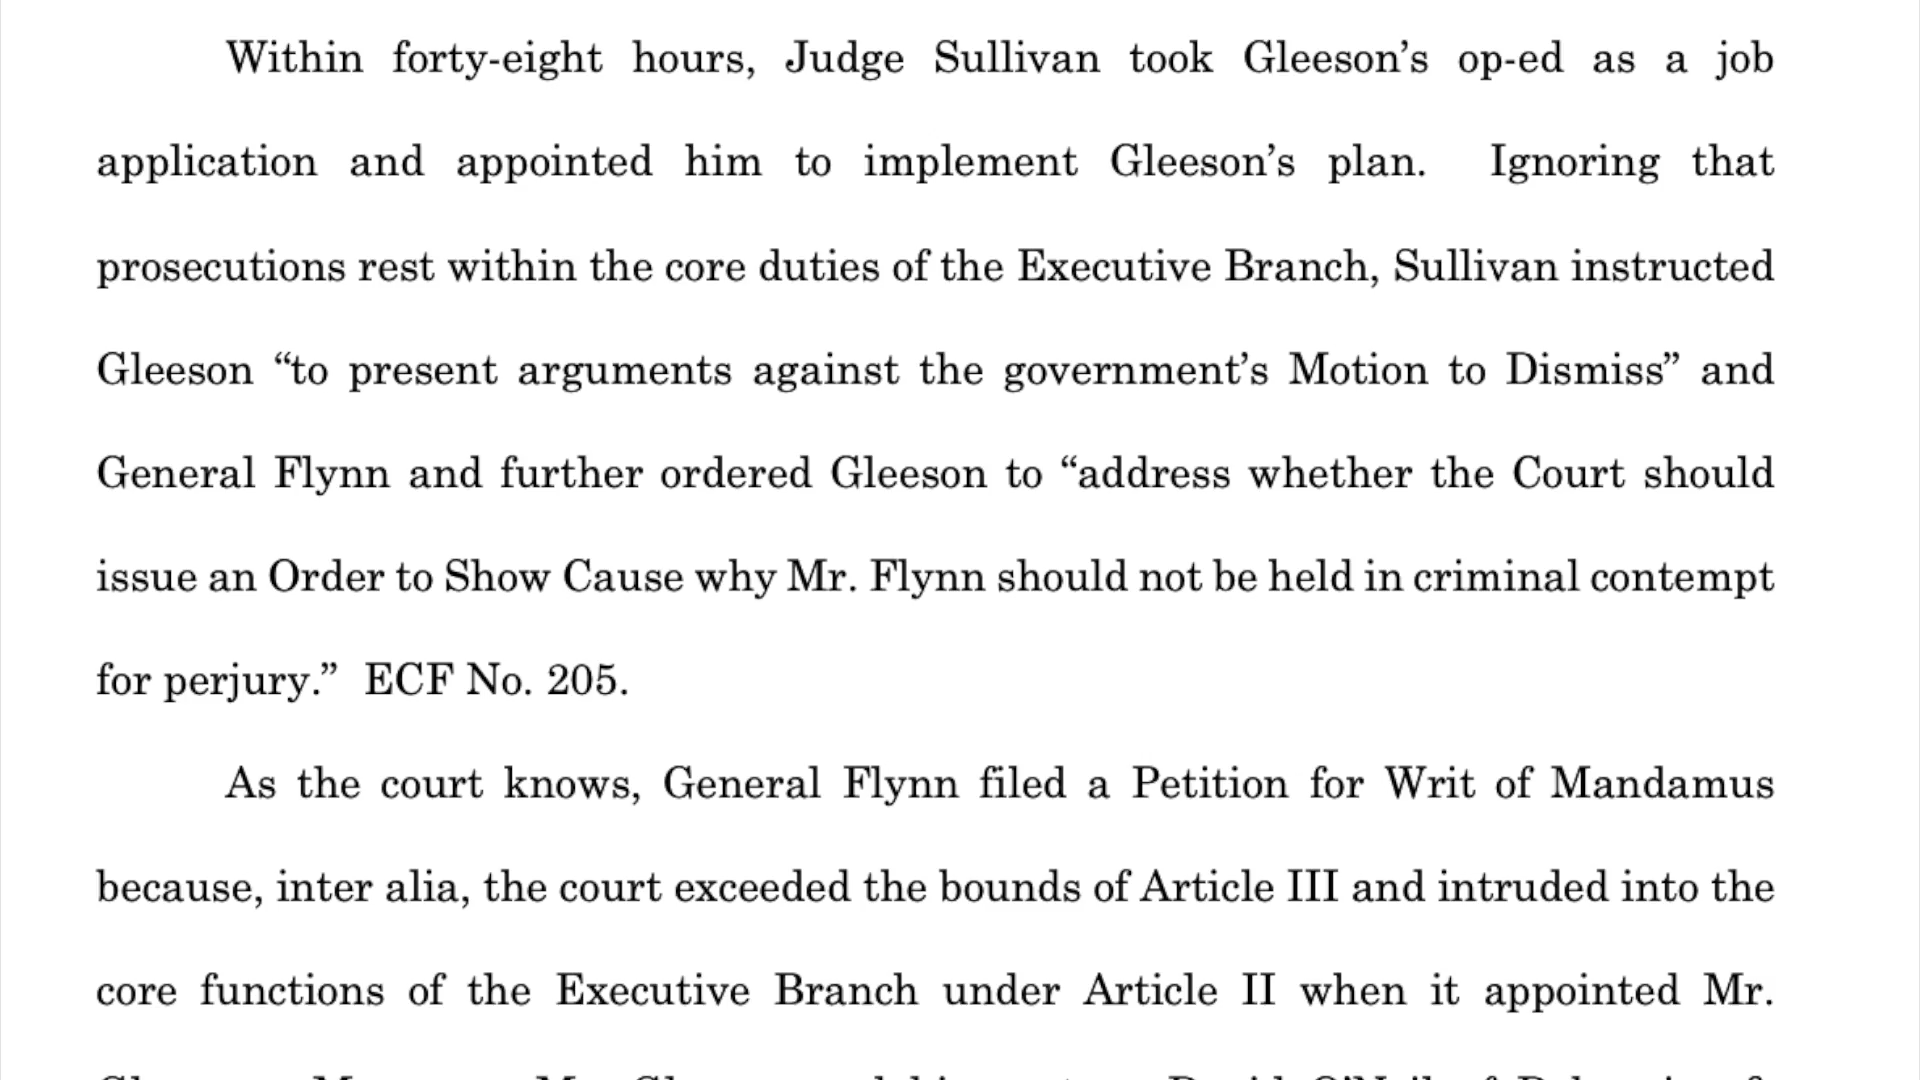 Within forty-eight hours, Judge Sullivan took Gleeson’s op-ed as a job
application and appointed him to implement Gleeson’s plan. Ignoring that
prosecutions rest within the core duties of the Executive Branch, Sullivan instructed
Gleeson “to present arguments against the government’s Motion to Dismiss” and
General Flynn and further ordered Gleeson to “address whether the Court should
issue an Order to Show Cause why Mr. Flynn should not be held in criminal contempt
for perjury.” ECF No. 205.
As the court knows, General Flynn filed a Petition for Writ of Mandamus
because, inter alia, the court exceeded the bounds of Article III and intruded into the
core functions of the Executive Branch under Article II when it appointed Mr.